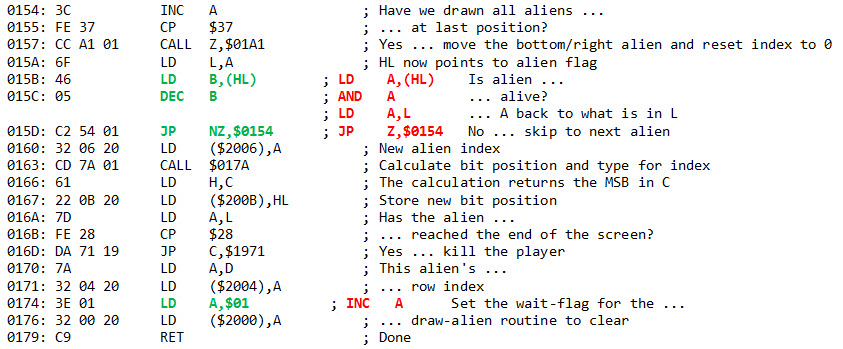 0154: 3C INC A ; Have we drawn all aliens ...
0155: FE 37 CP $37 ; ... at last position?
0157: CC A1 01 CALL Z,$01A1 ; Yes ... move the bottom/right alien and reset index to 0
015A: 6F LD L,A ; HL now points to alien flag
015B: 46 LD B,(HL) ; LD A,(HL) Is alien ...
015C: 05 DEC B ; AND A ... alive?
; LD A,L ... A back to what is in L
015D: C2 54 01 JP NZ,$0154 ; JP Z,$0154 No ... skip to next alien
0160: 32 06 20 LD ($2006),A ; New alien index
0163: CD 7A 01 CALL $017A ; Calculate bit position and type for index
0166: 61 LD H,C ; The calculation returns the MSB in C
0167: 22 0B 20 LD ($200B),HL ; Store new bit position
016A: 7D LD A,L ; Has the alien ...
016B: FE 28 CP $28 ; ... reached the end of the screen?
016D: DA 71 19 JP C,$1971 ; Yes ... kill the player
0170: 7A LD A,D ; This alien's ...
0171: 32 04 20 LD ($2004),A ; ... row index
0174: 3E 01 LD A,$01 ; INC A Set the wait-flag for the ...
0176: 32 00 20 LD ($2000),A ; ... draw-alien routine to clear
0179: C9 RET ; Done